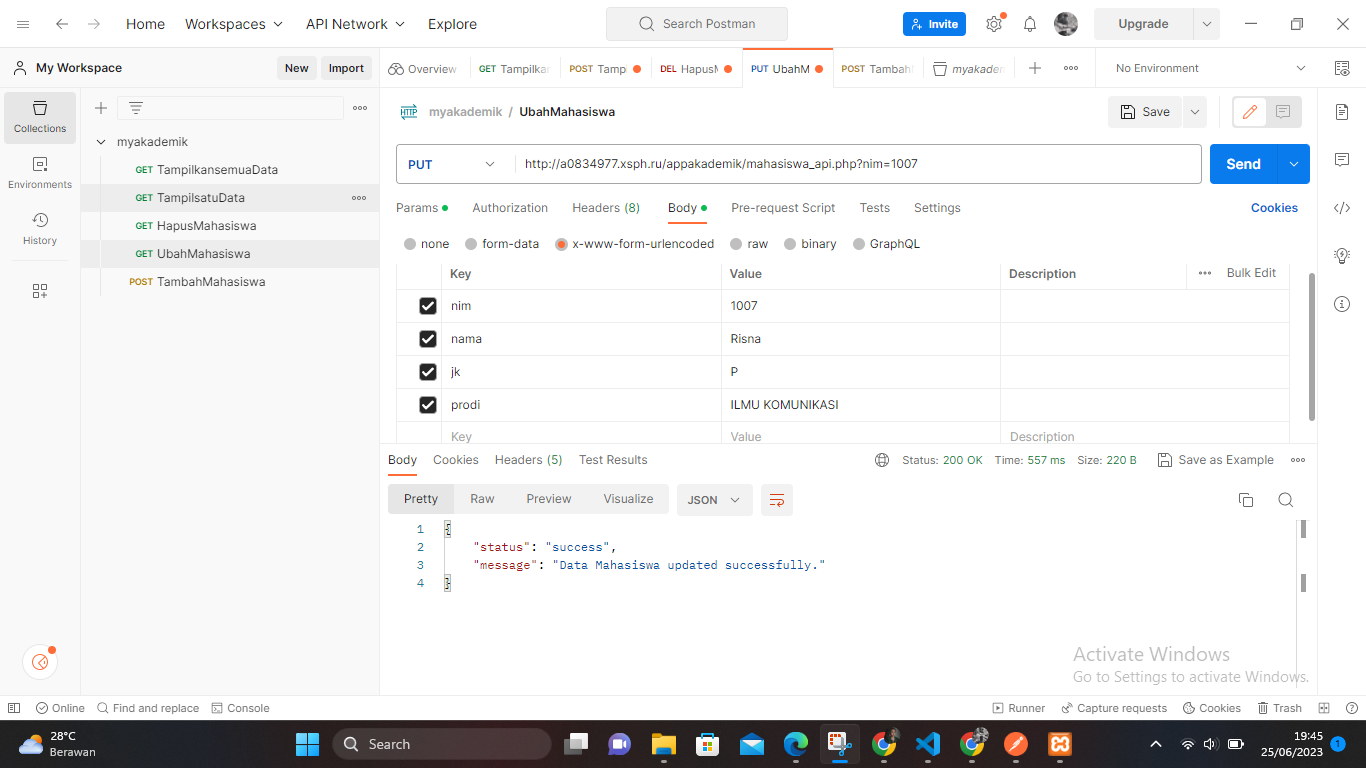 Home Workspaces API Network Explore Search Postman Invite Upgrade
My Workspace New Import Overview GET Tampilkan POST Temp DEL HapusM PUT UbahM POST Tambah myakaden No Environment
Collections
Environments
History
myakademik
GET TampilkansemuaData
GET TampilsatuData
GET HapusMahasiswa
GET UbahMahasiswa
POST TambahMahasiswa
HTTP myakademik / UbahMahasiswa Save
PUT http://a0834977.xsph.ru/appakademik/mahasiswa_api.php?nim=1007 Send
Params Authorization Headers (8) Body Pre-request Script Tests Settings Cookies
none form-data x-www-form-urlencoded raw binary GraphQL
Key Value Description Bulk Edit
nim 1007
nama Risna
jk P
prodi ILMU KOMUNIKASI
Key Value Description
Body Cookies Headers (5) Test Results Status: 200 OK Time: 557 ms Size: 220 B Save as Example
Pretty Raw Preview Visualize JSON
1 {
2 "status": "success",
3 "message": "Data Mahasiswa updated successfully."
4 }
Activate Windows
Go to Settings to activate Windows.
Online Find and replace Console Runner Capture requests Cookies Trash
28°C
Berawan
Search
19:45
25/06/2023
1